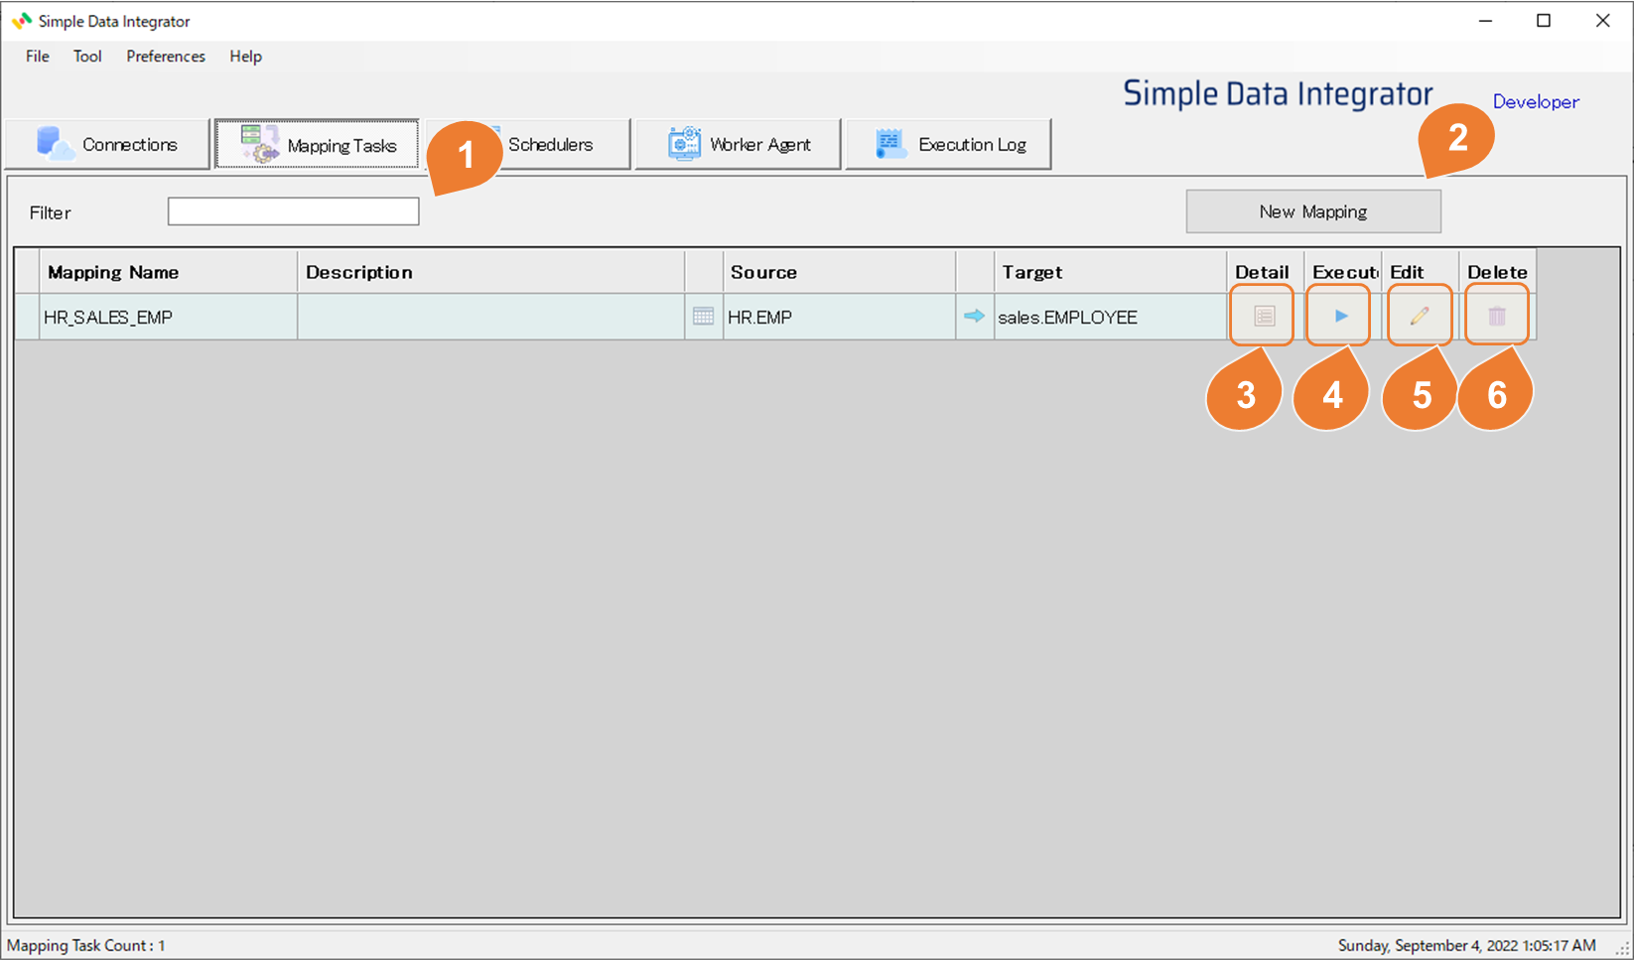 Simple Data Integrator
File Tool Preferences Help
Simple Data Integrator
Developer
Connections
Mapping Tasks
1
Schedulers
Worker Agent
Execution Log
2
Filter
New Mapping
Mapping Name Description Source Target Detail Execut Edit Delete
HR_SALES_EMP HR.EMP sales.EMPLOYEE
3 4 5 6
Mapping Task Count : 1
Sunday, September 4, 2022 1:05:17 AM